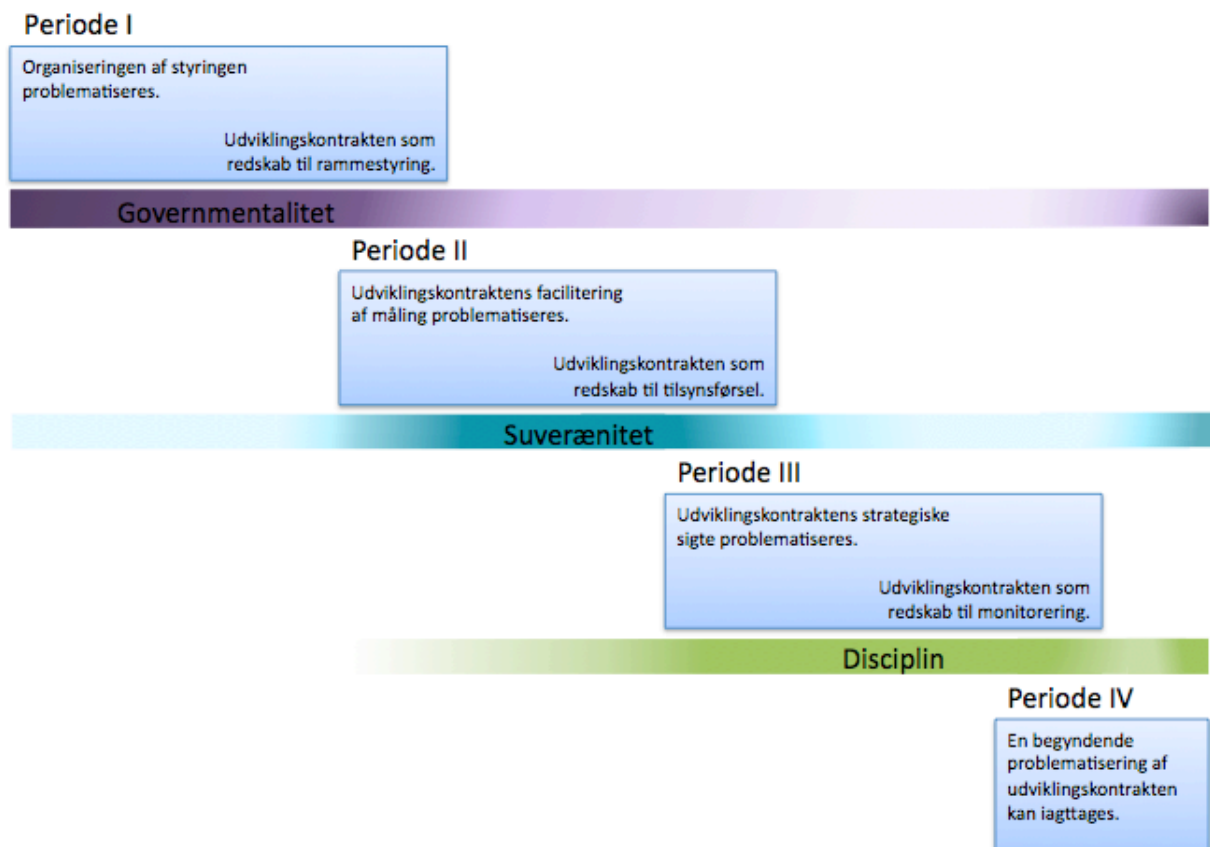 Periode I
Organiseringen af styringen
problematiseres.
Udviklingskontrakten som
redskab til rammestyring.
Governmentalitet
Periode II
Udviklingskontraktens facilitering
af måling problematiseres.
Udviklingskontrakten som
redskab til tilsynsførsel.
Suverænitet
Periode III
Udviklingskontraktens strategiske
sigte problematiseres.
Udviklingskontrakten som
redskab til monitorering.
Disciplin
Periode IV
En begyndende
problematisering af
udviklingskontrakten
kan iagttages.